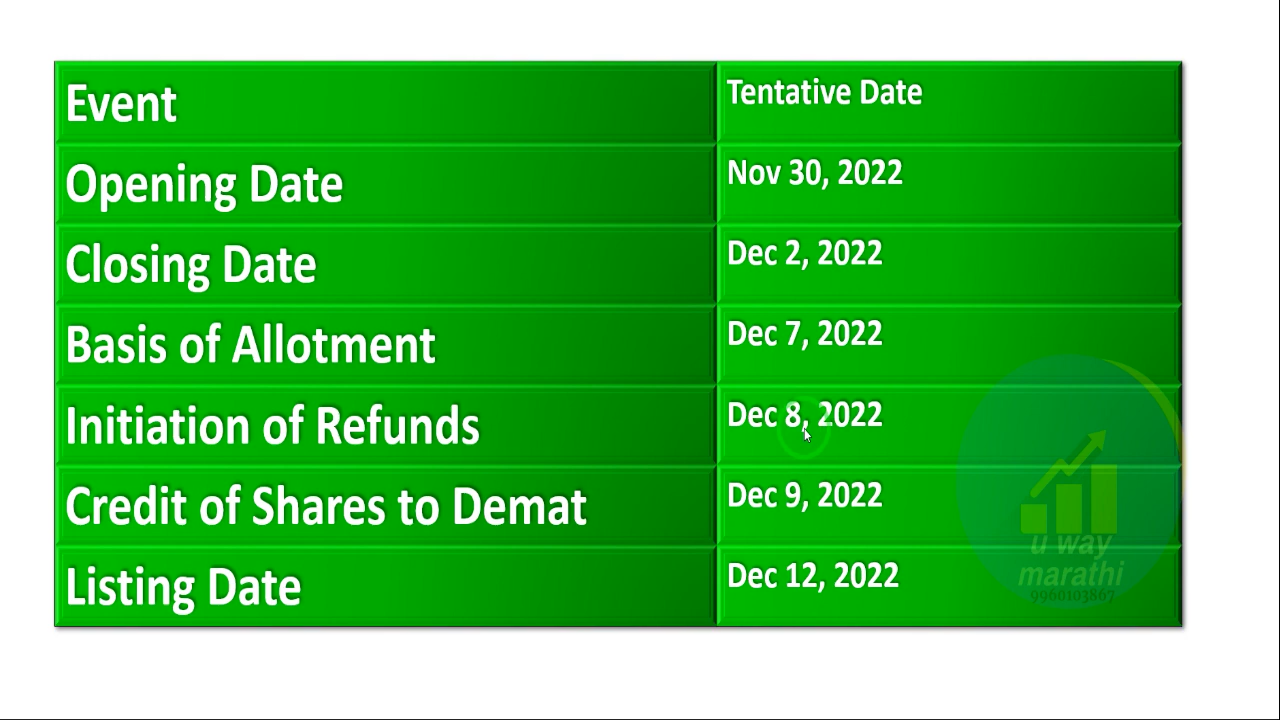 Event
Tentative Date
Opening Date
Nov 30, 2022
Closing Date
Dec 2, 2022
Basis of Allotment
Dec 7, 2022
Initiation of Refunds
Dec 8, 2022
Credit of Shares to Demat
Dec 9, 2022
Listing Date
Dec 12, 2022
u way
marathi
9960103867